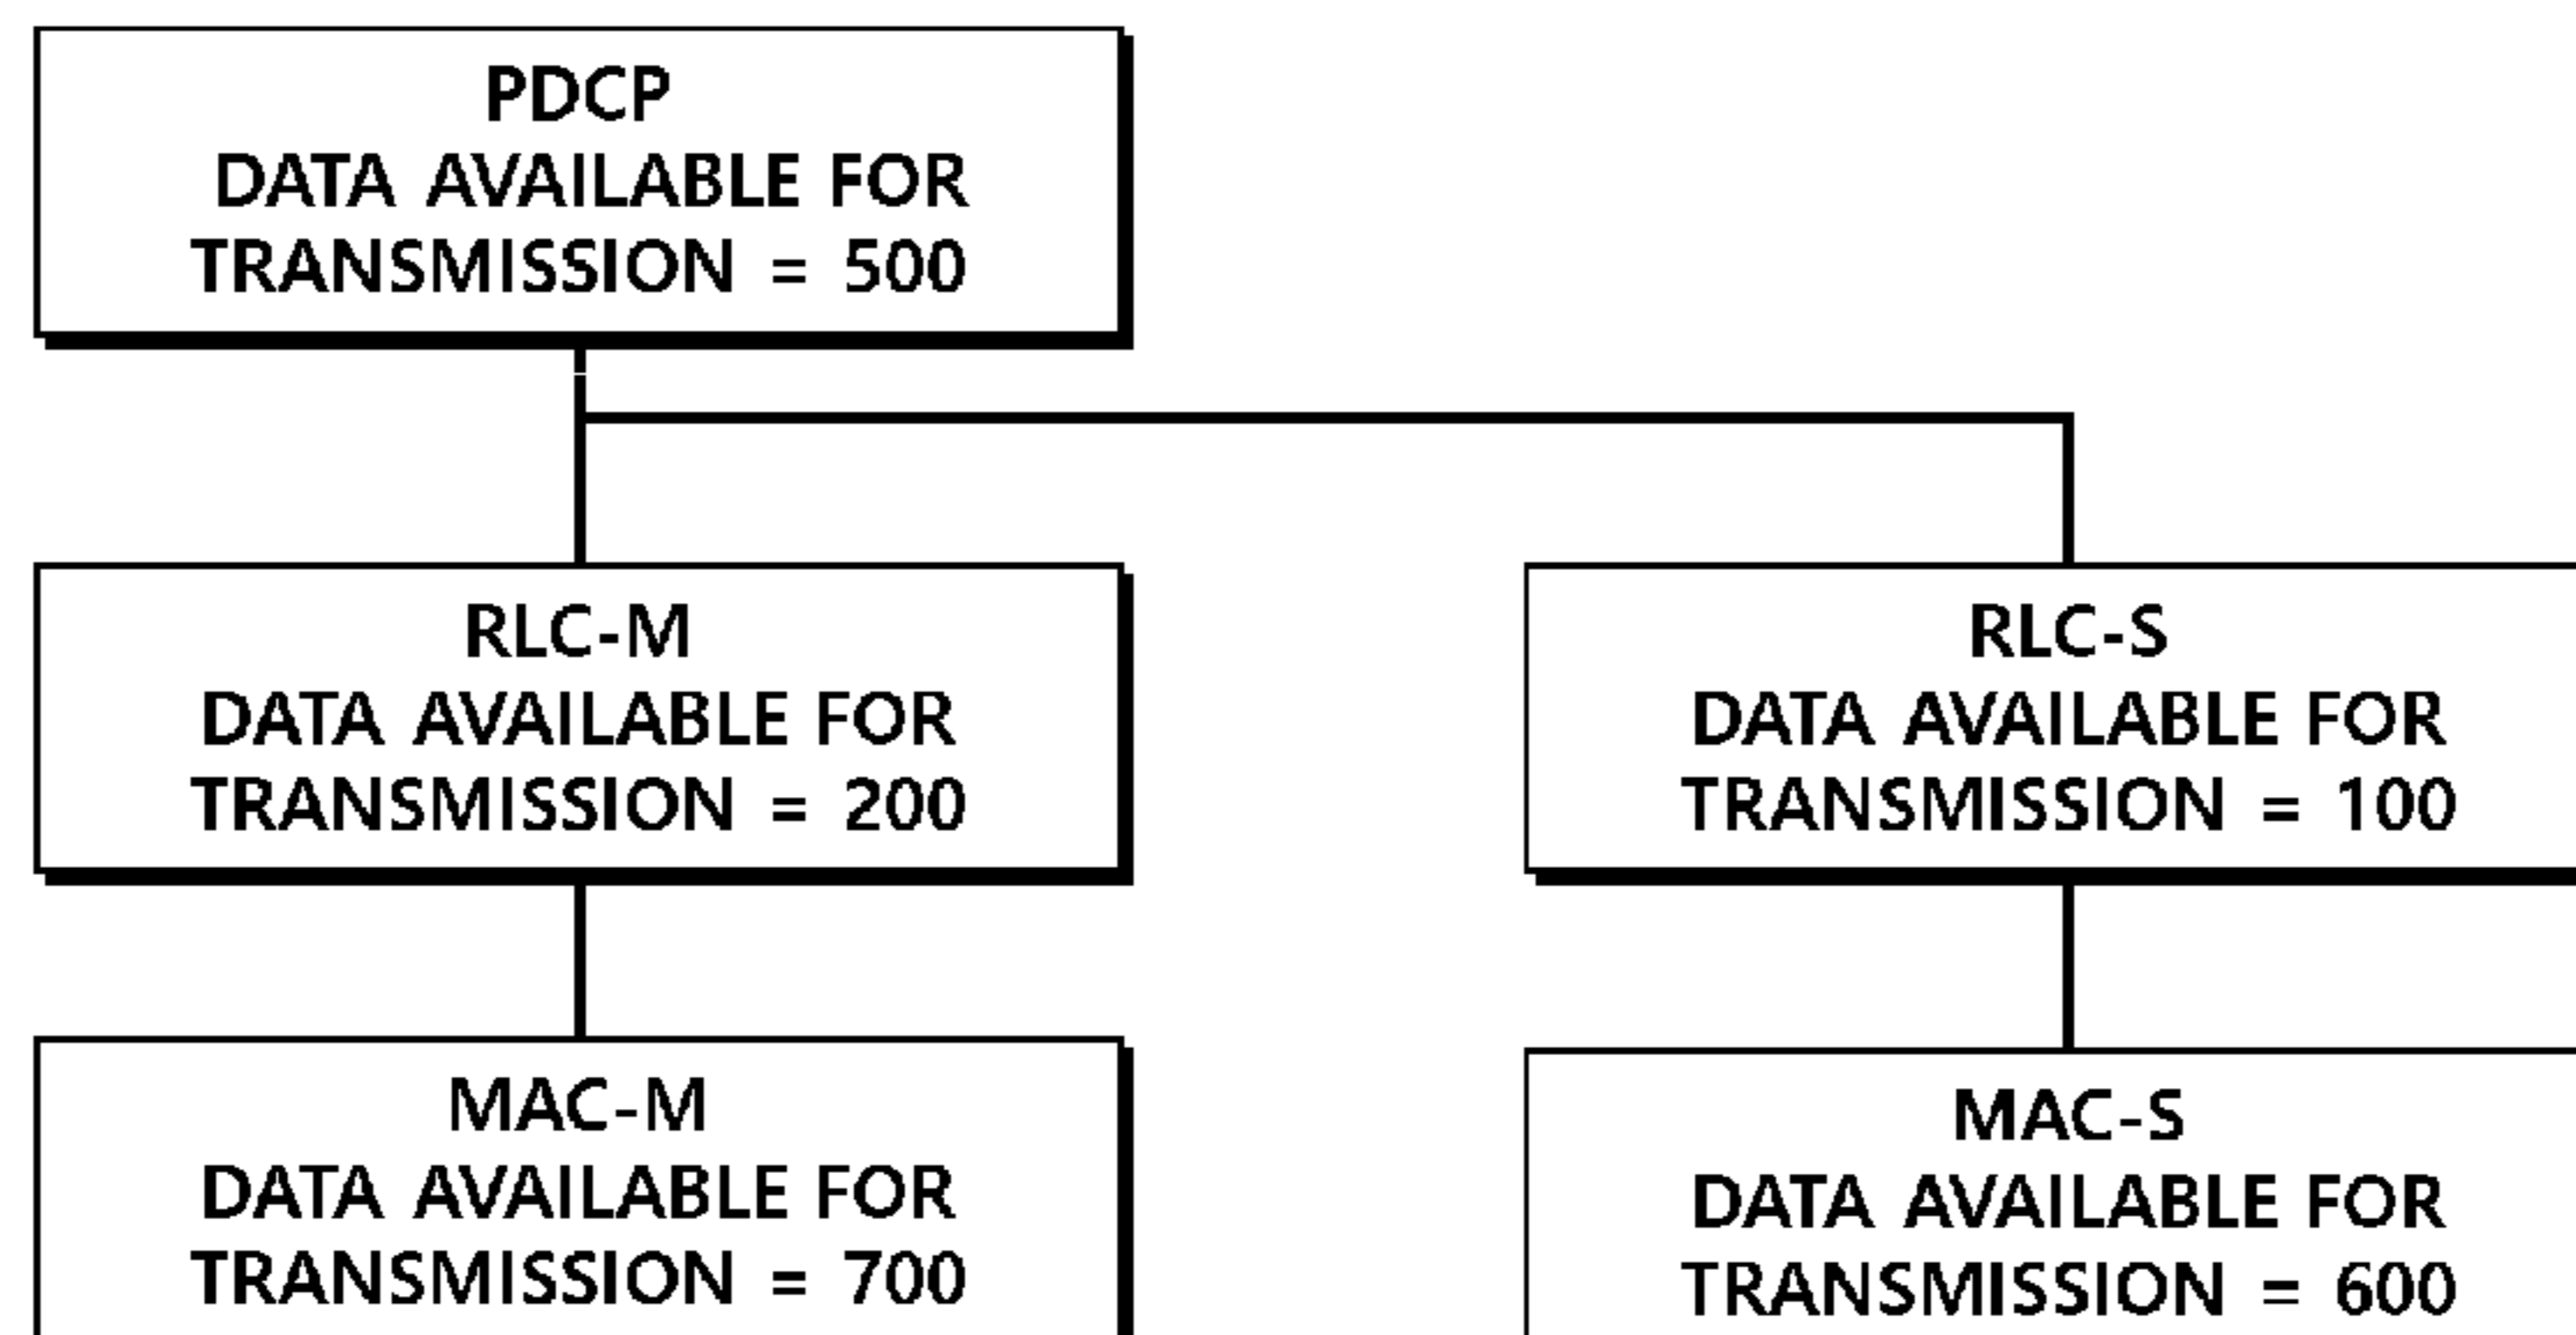 PDCP
DATA AVAILABLE FOR
TRANSMISSION = 500
RLC-M
DATA AVAILABLE FOR
TRANSMISSION = 200
RLC-S
DATA AVAILABLE FOR
TRANSMISSION = 100
MAC-M
DATA AVAILABLE FOR
TRANSMISSION = 700
MAC-S
DATA AVAILABLE FOR
TRANSMISSION = 600